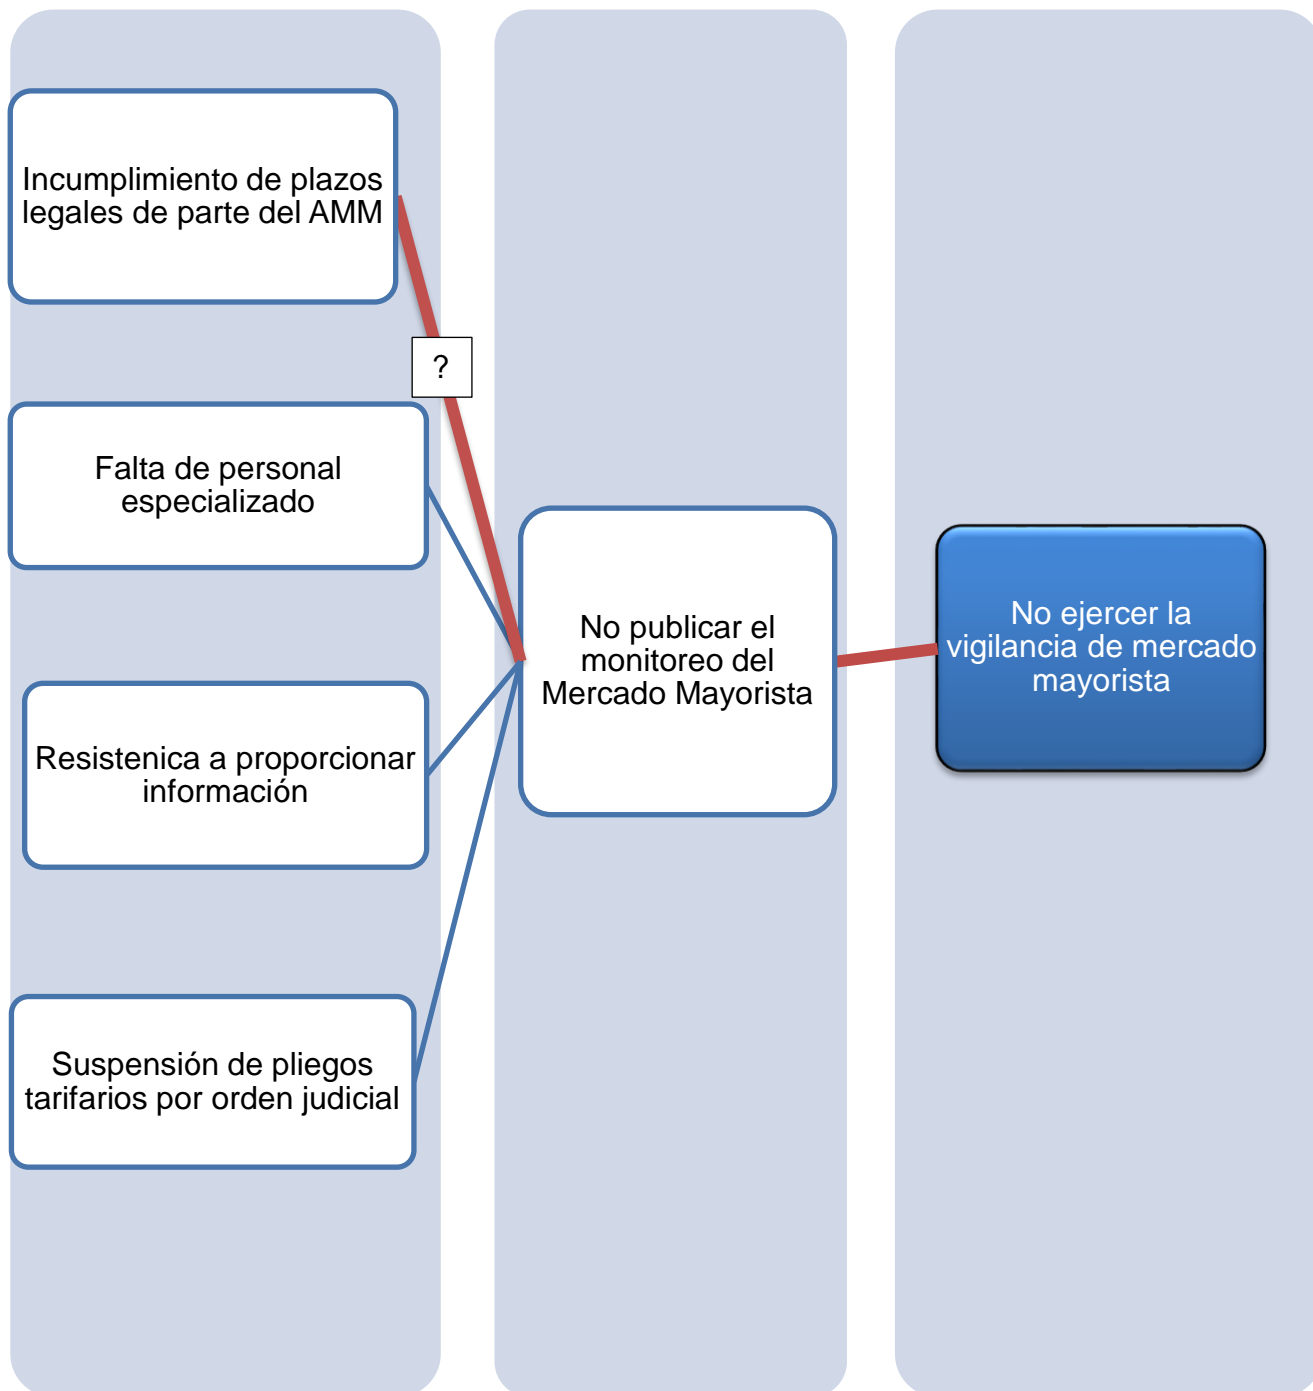 Incumplimiento de plazos
legales de parte del AMM
?
Falta de personal
especializado
Resistenica a proporcionar
información
Suspensión de pliegos
tarifarios por orden judicial
No publicar el
monitoreo del
Mercado Mayorista
No ejercer la
vigilancia de mercado
mayorista